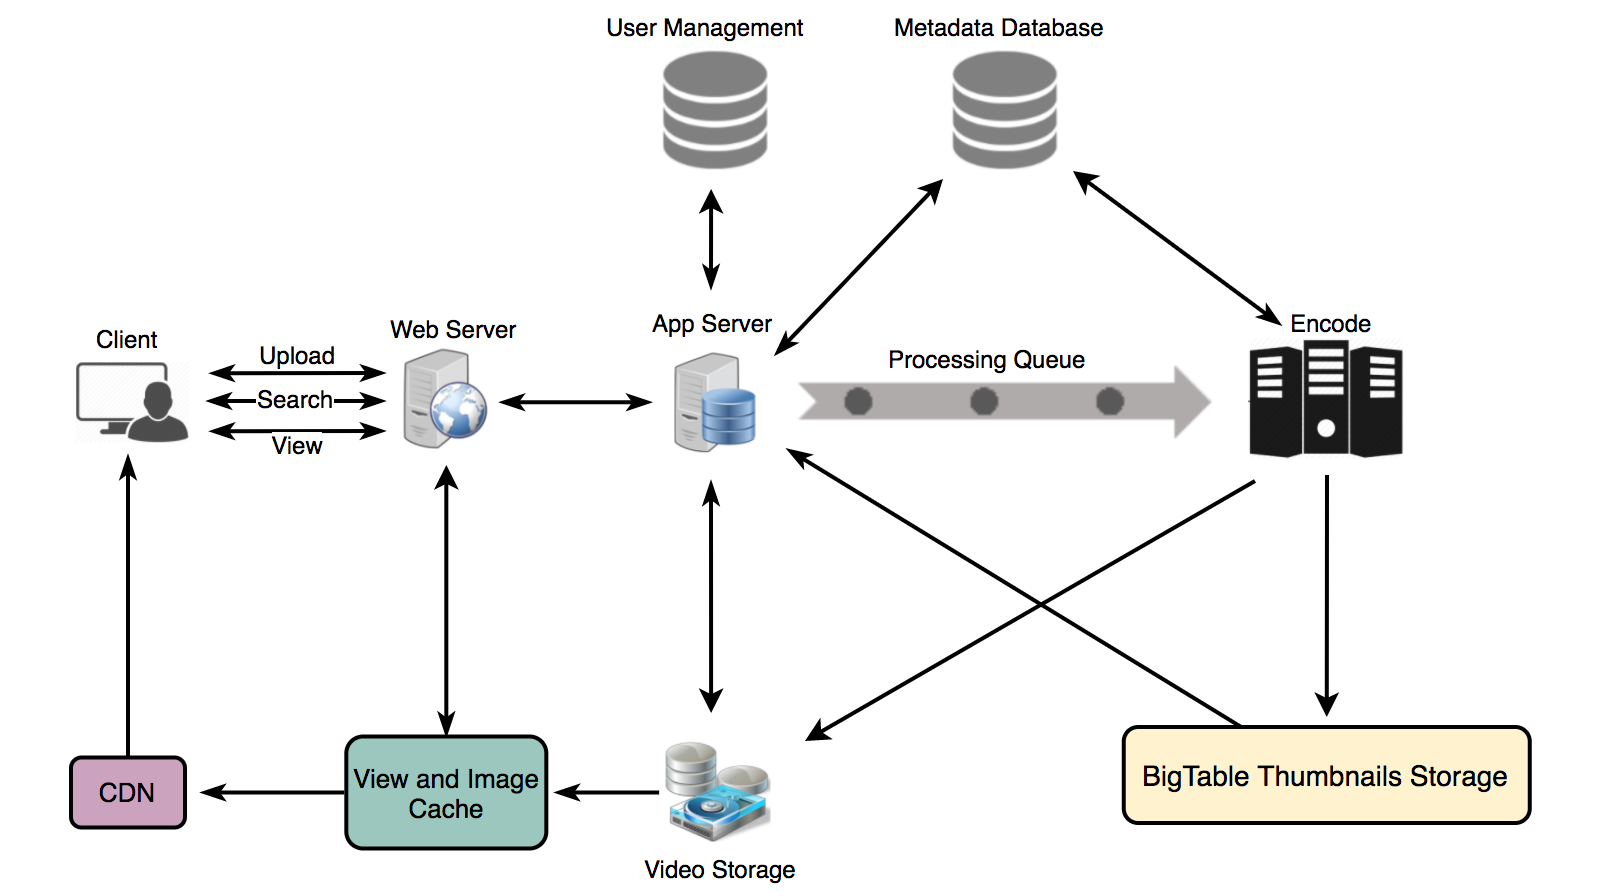 User Management
Metadata Database
Client
Web Server
App Server
Encode
Upload
Search
View
Processing Queue
CDN
View and Image
Cache
Video Storage
BigTable Thumbnails Storage